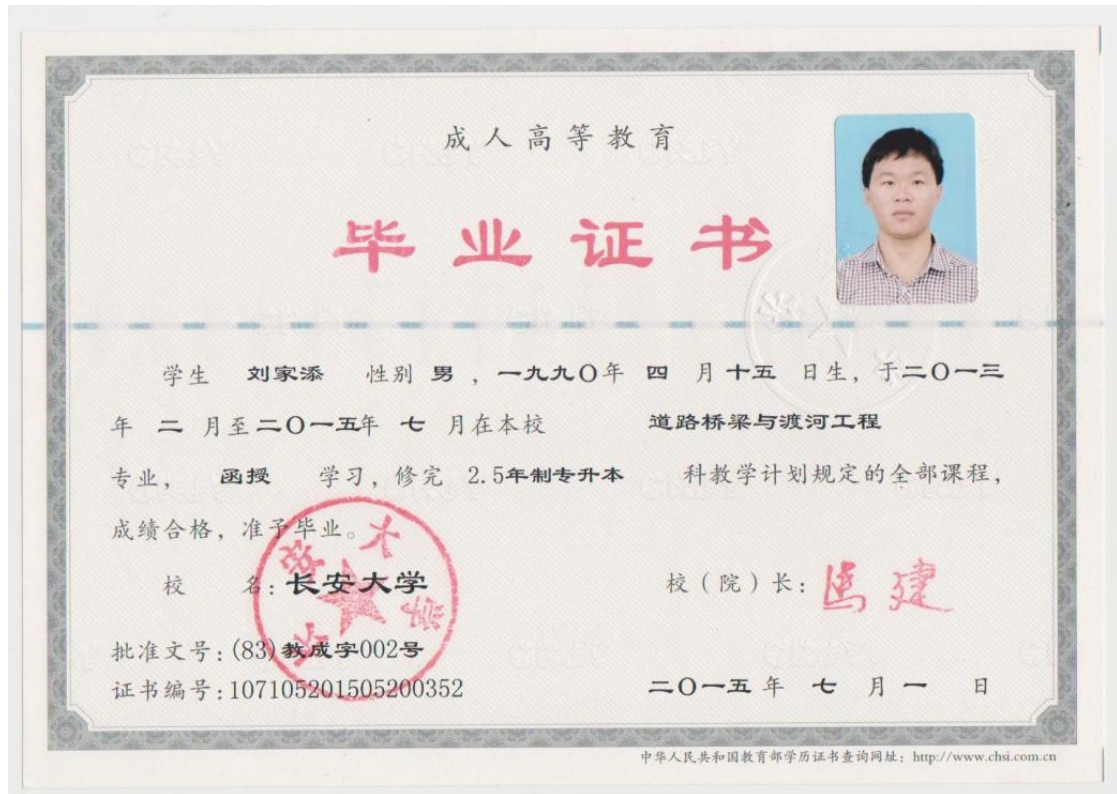 成人高等教育
毕业证书
学生 刘家添 性别 男 ，一九九〇年 四 月 十五 日生，于二〇一三
年 二 月至二〇一五年 七 月在本校 道路桥梁与渡河工程
专业， 函授 学习，修完 2.5年制专升本 科教学计划规定的全部课程，
成绩合格，准予毕业。
校 名：长安大学 校（院）长：马建
批准文号：(83)教成字002号
证书编号：107105201505200352 二〇一五 年 七 月 一 日
中华人民共和国教育部学历证书查询网址：http://www.chsi.com.cn